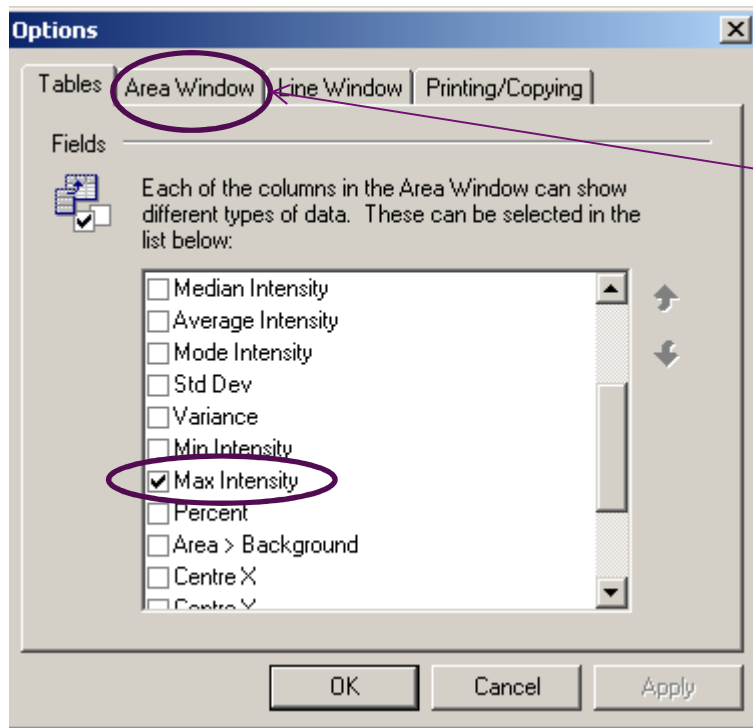 Options
Tables Area Window Line Window Printing/Copying
Fields
Each of the columns in the Area Window can show
different types of data. These can be selected in the
list below:
Median Intensity
Average Intensity
Mode Intensity
Std Dev
Variance
Min Intensity
Max Intensity
Percent
Area > Background
Centre X
Centre Y
OK Cancel Apply